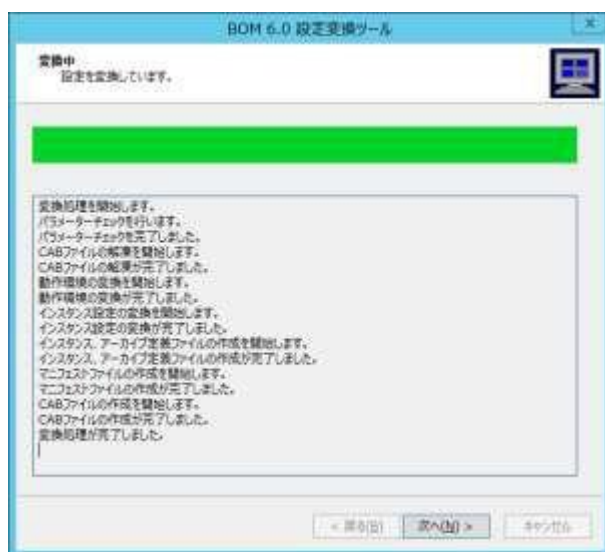 BOM 6.0 設定変換ツール
変換中
設定を変換しています。
変換処理を開始します。
パラメーターチェックを行います。
パラメーターチェックを完了しました。
CABファイルの解凍を開始します。
CABファイルの解凍が完了しました。
動作環境の変換を開始します。
動作環境の変換が完了しました。
インスタンス設定の変換を開始します。
インスタンス設定の変換が完了しました。
インスタンス、アーカイブ定義ファイルの作成を開始します。
インスタンス、アーカイブ定義ファイルの作成が完了しました。
マニフェストファイルの作成を開始します。
マニフェストファイルの作成が完了しました。
CABファイルの作成を開始します。
CABファイルの作成が完了しました。
変換処理が完了しました。
< 戻る(B) 次へ(N) > キャンセル